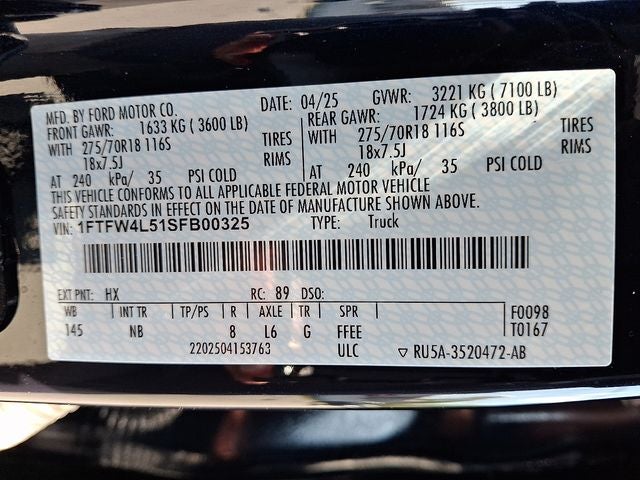 MFD. BY FORD MOTOR CO. DATE: 04/25 GVWR: 3221 KG ( 7100 LB)
FRONT GAWR: 1633 KG ( 3600 LB) REAR GAWR: 1724 KG ( 3800 LB)
WITH 275/70R18 116S TIRES WITH 275/70R18 116S TIRES
18x7.5J RIMS 18x7.5J RIMS
AT 240 kPa/ 35 PSI COLD AT 240 kPa/ 35 PSI COLD
THIS VEHICLE CONFORMS TO ALL APPLICABLE FEDERAL MOTOR VEHICLE
SAFETY STANDARDS IN EFFECT ON THE DATE OF MANUFACTURE SHOWN ABOVE.
VIN: 1FTFW4L51SFB00325 TYPE: Truck
EXT PNT: HX RC: 89 DSO:
WB INT TR TP/PS R AXLE TR SPR F0098
145 NB 8 L6 G FFEE T0167
2202504153763 ULC ▽ RU5A-3520472-AB